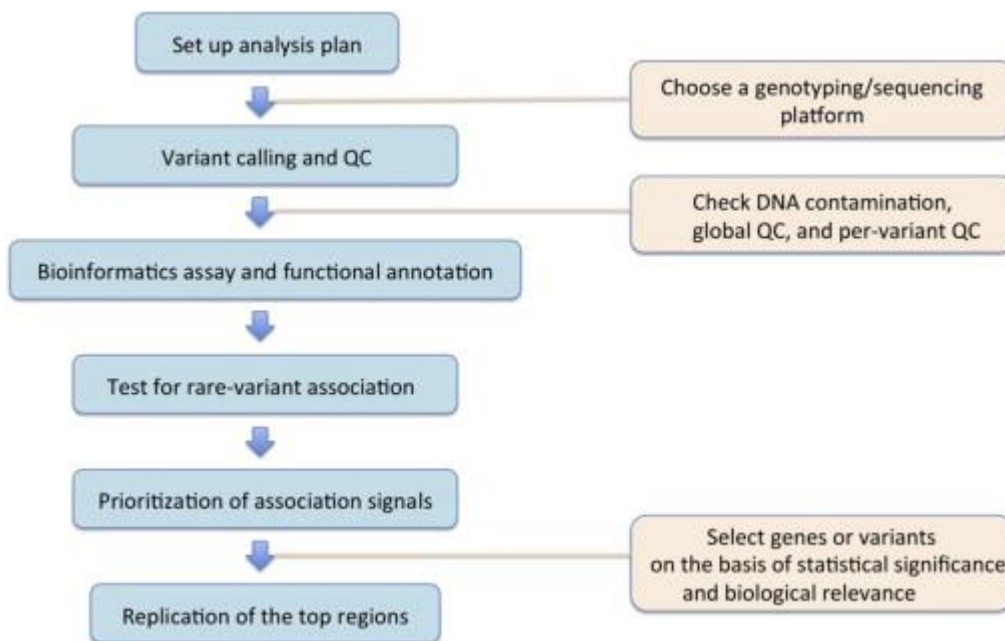 Set up analysis plan
Choose a genotyping/sequencing
platform
Variant calling and QC
Check DNA contamination,
global QC, and per-variant QC
Bioinformatics assay and functional annotation
Test for rare-variant association
Prioritization of association signals
Select genes or variants
on the basis of statistical significance
and biological relevance
Replication of the top regions